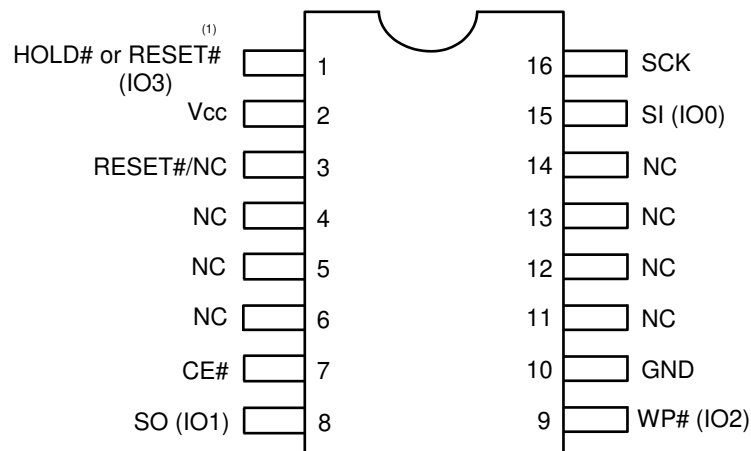 (1)
HOLD# or RESET# 1 16 SCK
(IO3)
Vcc 2 15 SI (IO0)
RESET#/NC 3 14 NC
NC 4 13 NC
NC 5 12 NC
NC 6 11 NC
CE# 7 10 GND
SO (IO1) 8 9 WP# (IO2)